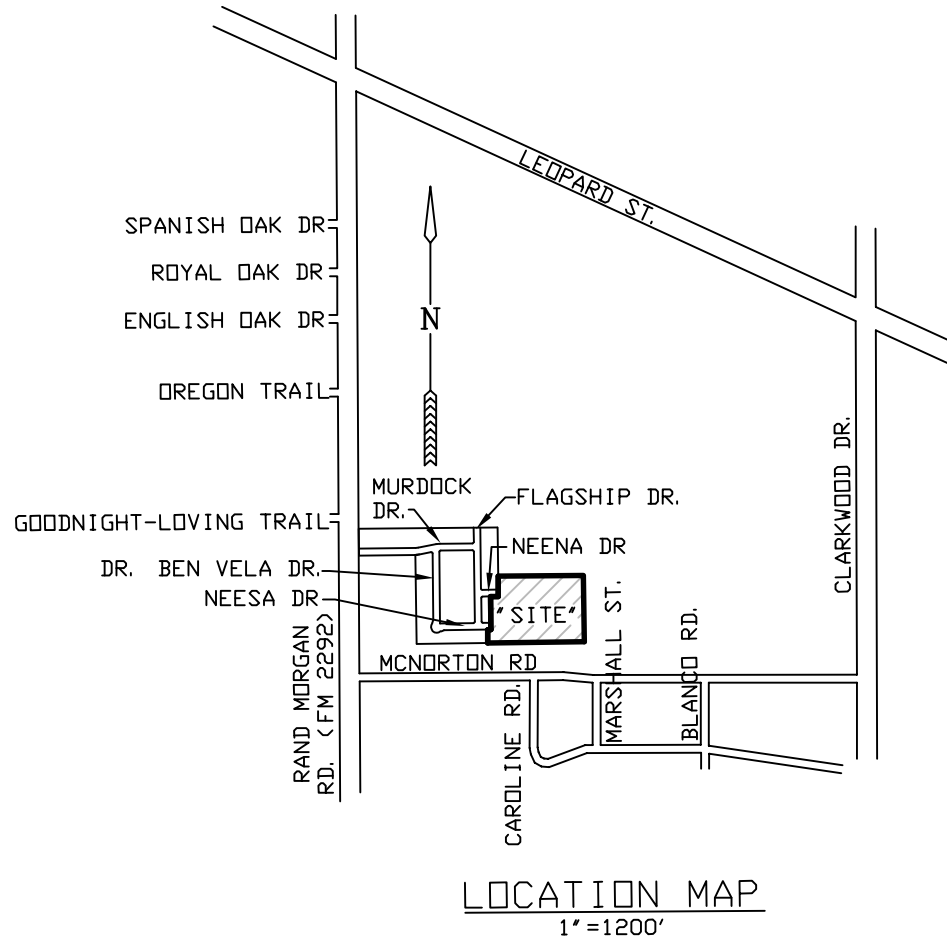 LEOPARD ST.
SPANISH OAK DR
ROYAL OAK DR
ENGLISH OAK DR
N
OREGON TRAIL
CLARKWOOD DR.
MURDOCK
DR.
FLAGSHIP DR.
GOODNIGHT-LOVING TRAIL
NEENA DR
DR. BEN VELA DR.
NEESA DR
"SITE"
MARSHALL ST.
BLANCO RD.
MCNORTON RD
RAND MORGAN
RD. (FM 2292)
CAROLINE RD.
LOCATION MAP
1"=1200'